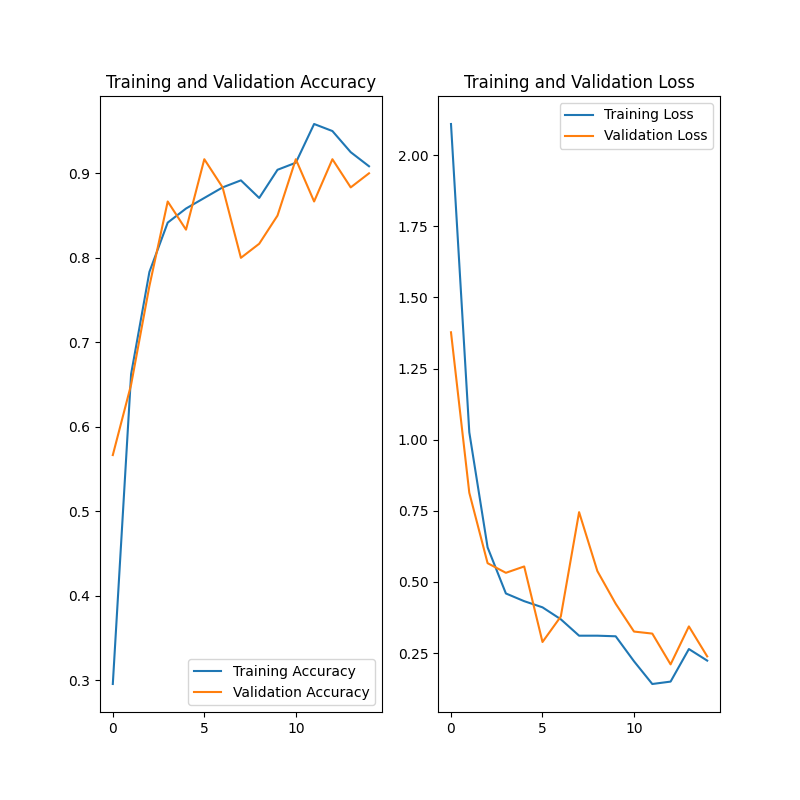 Training and Validation Accuracy
0.9
0.8
0.7
0.6
0.5
0.4
0.3
Training Accuracy
Validation Accuracy
0 5 10
Training and Validation Loss
Training Loss
Validation Loss
2.00
1.75
1.50
1.25
1.00
0.75
0.50
0.25
0 5 10